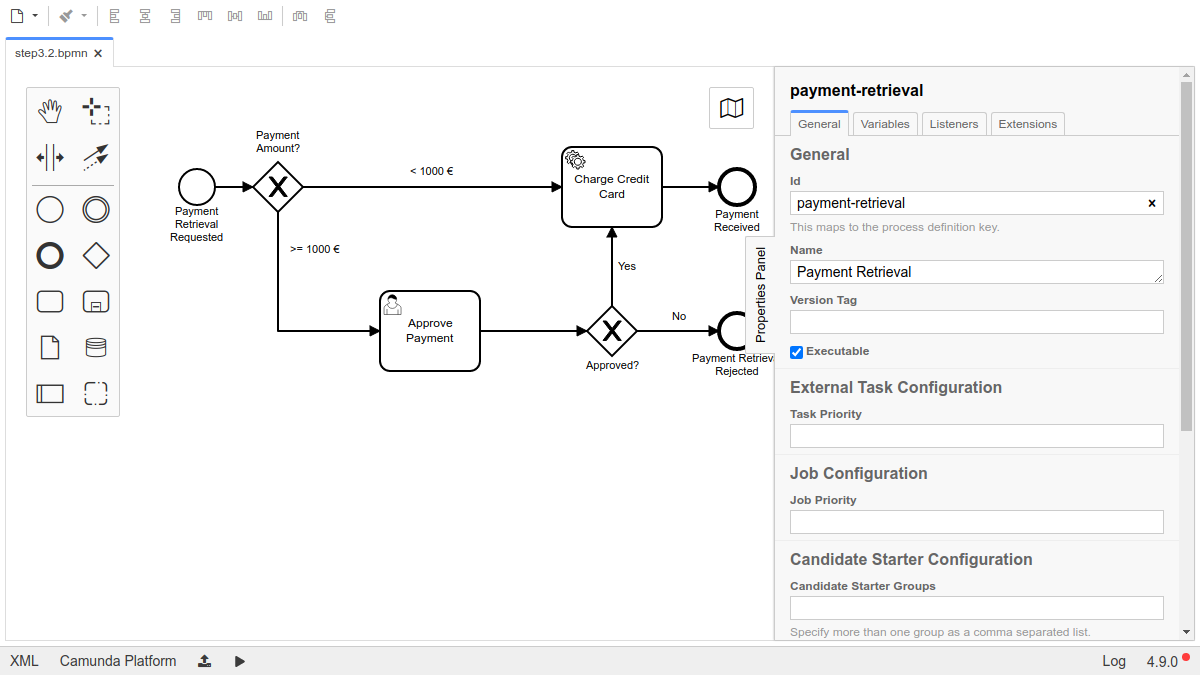 step3.2.bpmn
Payment
Amount?
< 1000 €
Payment
Retrieval
Requested
>= 1000 €
Charge Credit
Card
Payment
Received
Yes
Approve
Payment
Approved?
No
Payment Retriev
Rejected
Properties Panel
payment-retrieval
General Variables Listeners Extensions
General
Id
payment-retrieval
This maps to the process definition key.
Name
Payment Retrieval
Version Tag
Executable
External Task Configuration
Task Priority
Job Configuration
Job Priority
Candidate Starter Configuration
Candidate Starter Groups
Specify more than one group as a comma separated list.
XML Camunda Platform Log 4.9.0